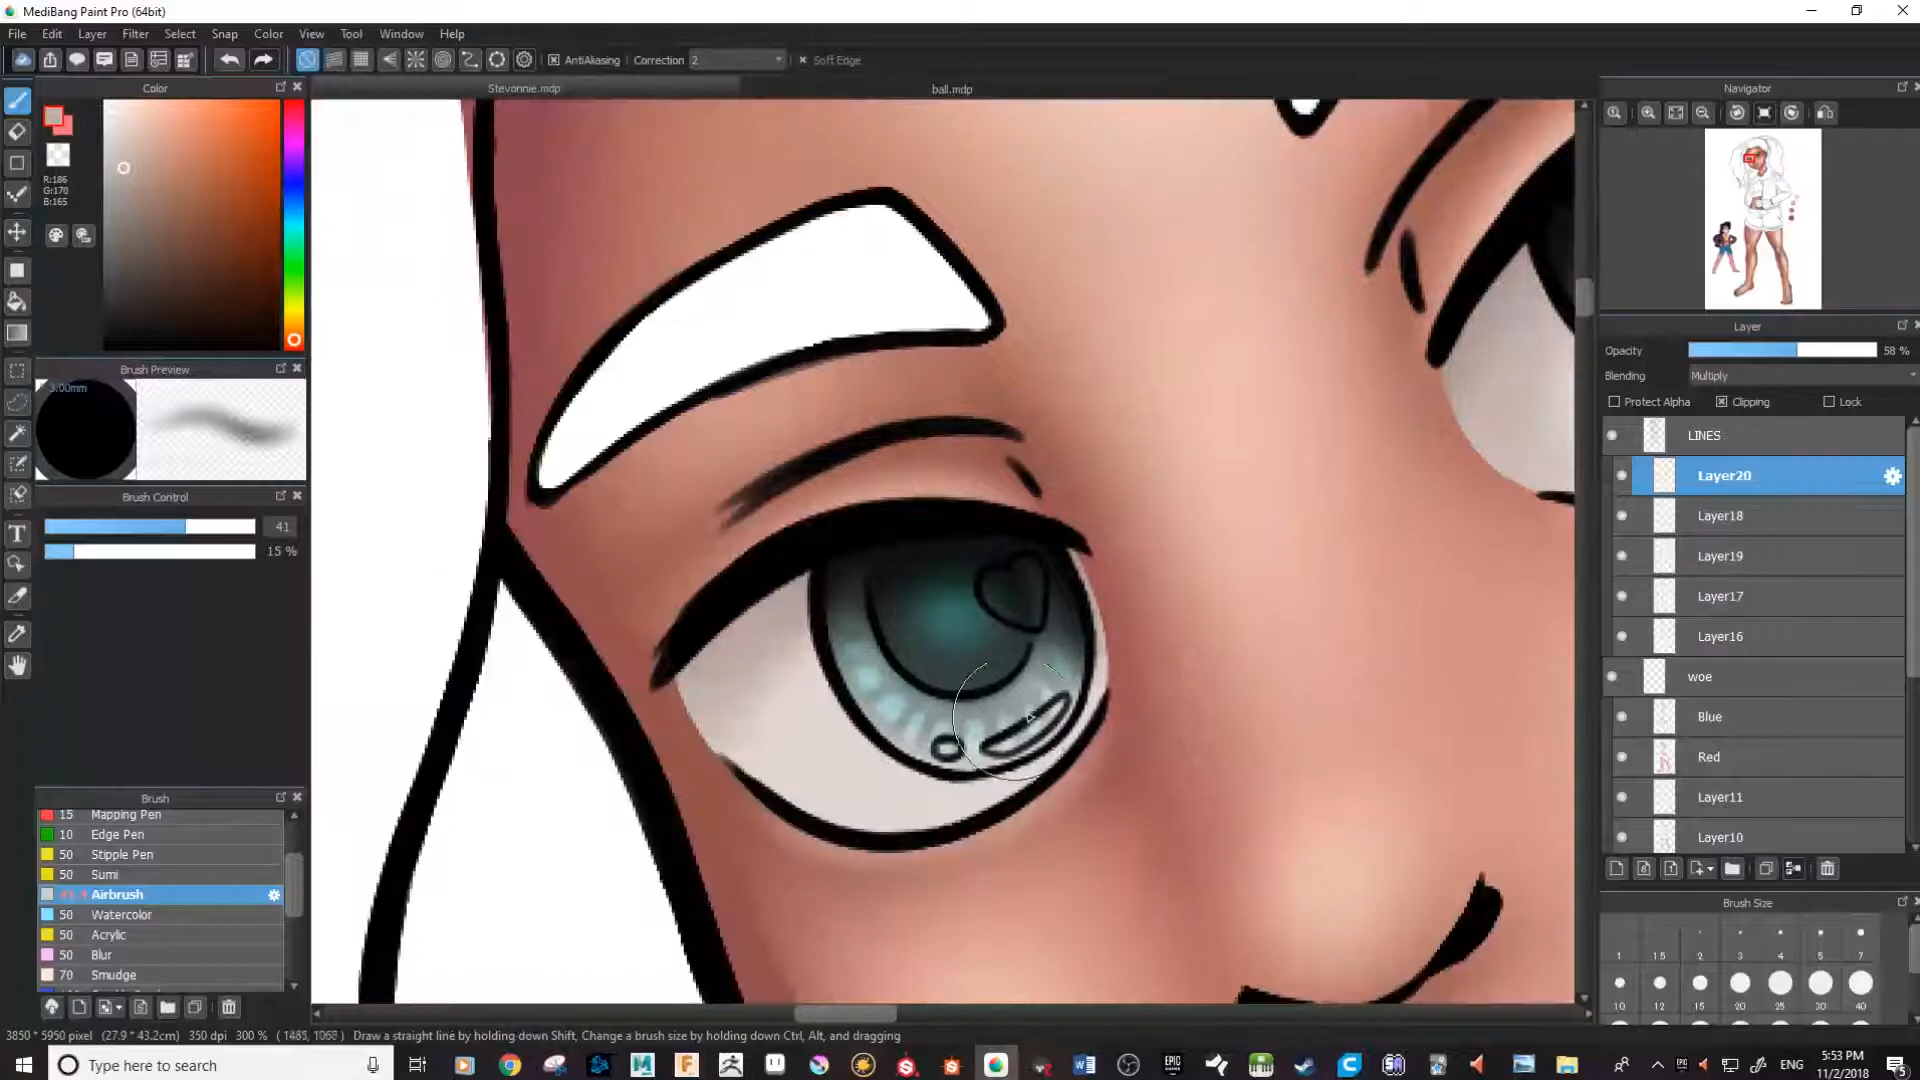 MediBang Paint Pro (64bit)
File Edit Layer Filter Select Snap Color View Tool Window Help
AntiAliasing Correction 2 Soft Edge
Color
Stevonnie.mdp
ball.mdp
Navigator
R:186
G:170
B:165
Layer
Opacity 58 %
Blending Multiply
Protect Alpha Clipping Lock
Brush Preview
3.00mm
LINES
Layer20
Brush Control
Layer18
41
15 %
Layer19
Layer17
Layer16
woe
Blue
Red
Layer11
Layer10
Brush
15 Mapping Pen
10 Edge Pen
50 Stipple Pen
50 Sumi
Airbrush
50 Watercolor
50 Acrylic
50 Blur
70 Smudge
Brush Size
1 1.5 2 3 4 5 7
10 12 15 20 25 30 40
3850 * 5950 pixel (27.9 * 43.2cm) 350 dpi 300 % Draw a straight line by holding down Shift, Change a brush size by holding down Ctrl, Alt, and dragging
Type here to search
ENG
5:53 PM
11/2/2018
5